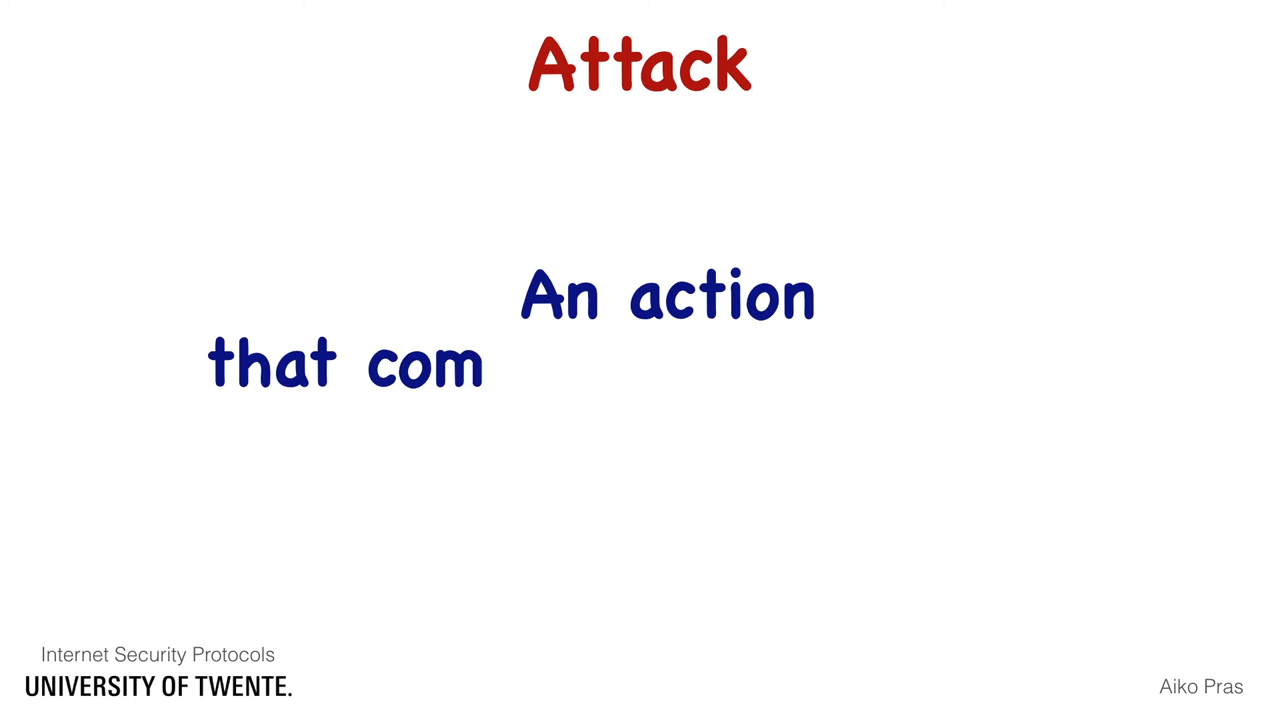 Attack
An action
that com
Internet Security Protocols
UNIVERSITY OF TWENTE.
Aiko Pras